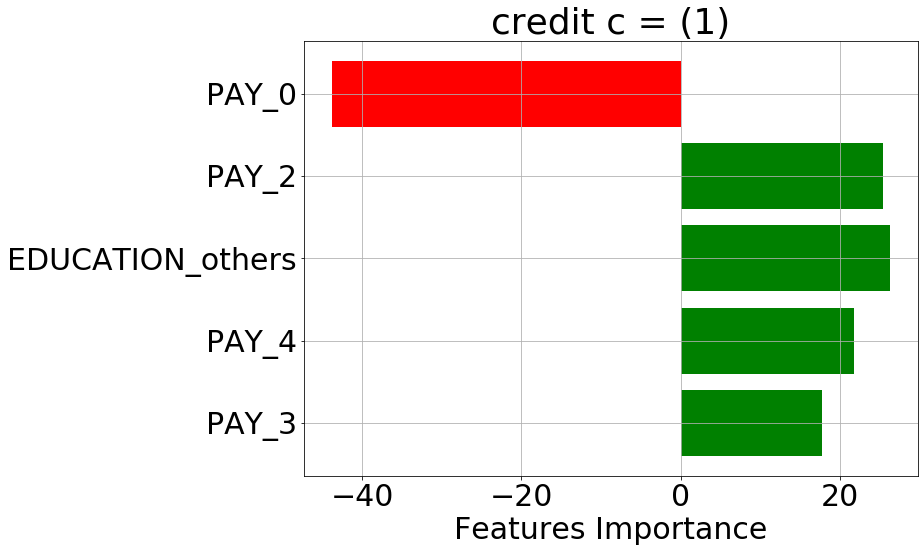 credit c = (1)
PAY_0
PAY_2
EDUCATION_others
PAY_4
PAY_3
−40 −20 0 20
Features Importance